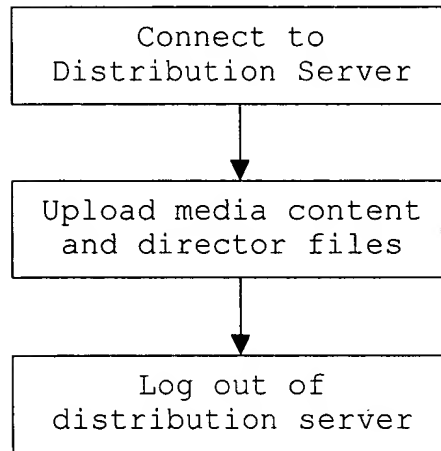 Connect to
Distribution Server
Upload media content
and director files
Log out of
distribution server